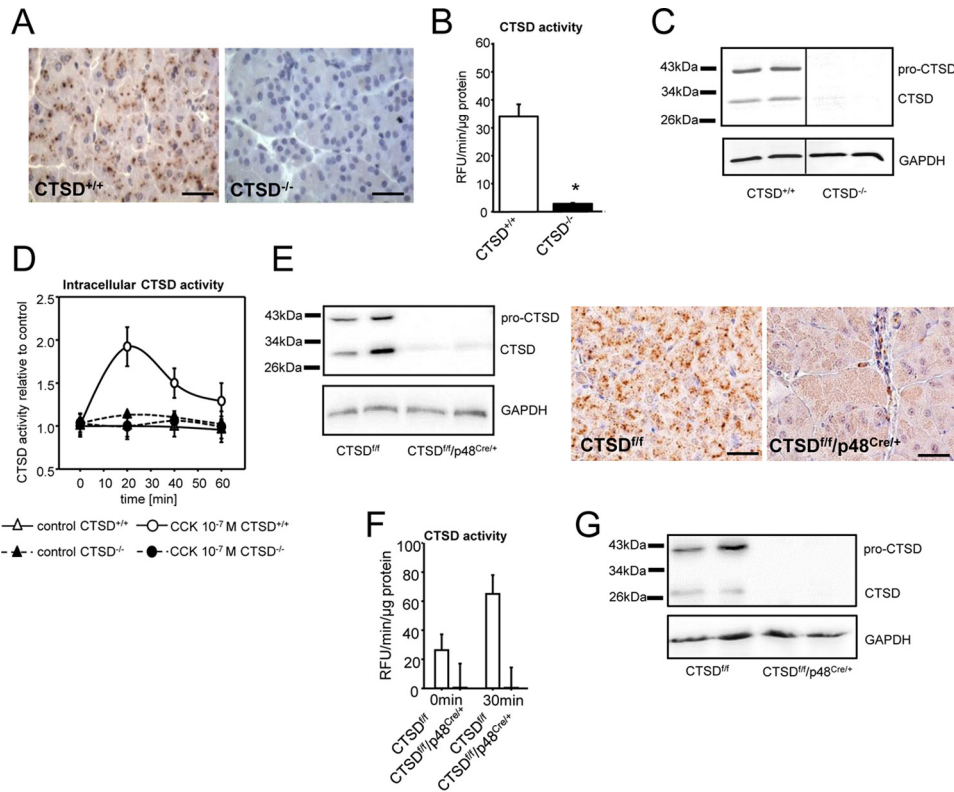 A
CTSD+/+
CTSD-/-
B
CTSD activity
RFU/min/µg protein
60
50
40
30
20
10
0
*
CTSD+/+
CTSD-/-
C
43kDa
34kDa
26kDa
pro-CTSD
CTSD
GAPDH
CTSD+/+
CTSD-/-
D
Intracellular CTSD activity
CTSD activity relative to control
2.5
2.0
1.5
1.0
0.5
0 20 40 60
time [min]
control CTSD+/+
CCK 10-7 M CTSD+/+
control CTSD-/-
CCK 10-7 M CTSD-/-
E
43kDa
34kDa
26kDa
pro-CTSD
CTSD
GAPDH
CTSDf/f
CTSDf/f/p48Cre/+
CTSDf/f
CTSDf/f/p48Cre/+
F
CTSD activity
RFU/min/µg protein
100
80
60
40
20
0
0min
30min
CTSDf/f
CTSDf/f/p48Cre/+
CTSDf/f
CTSDf/f/p48Cre/+
G
43kDa
34kDa
26kDa
pro-CTSD
CTSD
GAPDH
CTSDf/f
CTSDf/f/p48Cre/+